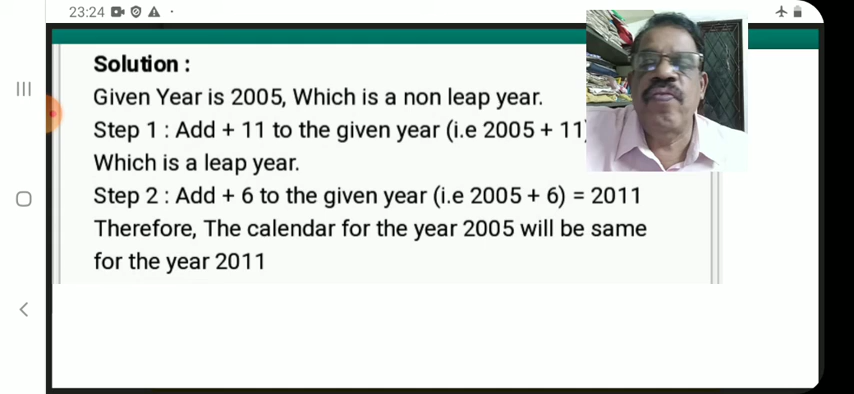 23:24
Solution :
Given Year is 2005, Which is a non leap year.
Step 1 : Add + 11 to the given year (i.e 2005 + 11)
Which is a leap year.
Step 2 : Add + 6 to the given year (i.e 2005 + 6) = 2011
Therefore, The calendar for the year 2005 will be same
for the year 2011